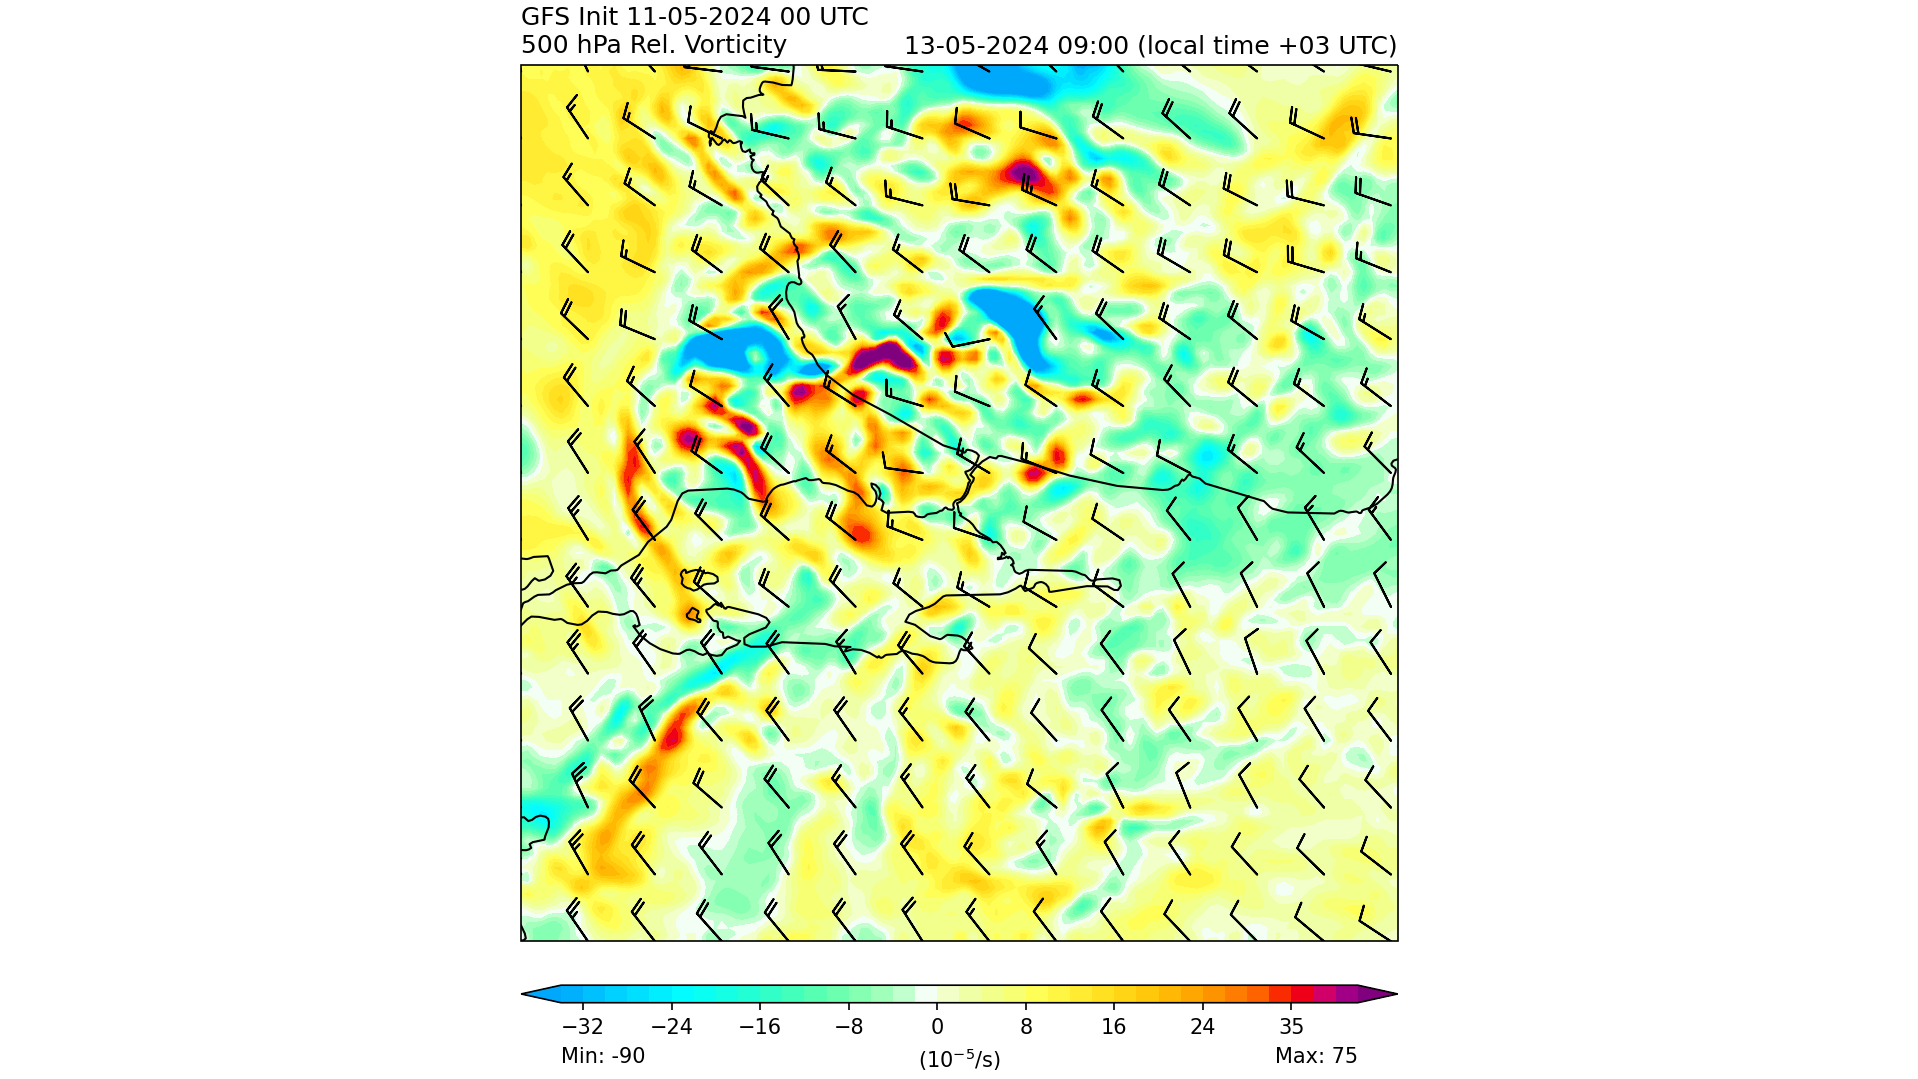 GFS Init 11-05-2024 00 UTC
500 hPa Rel. Vorticity
13-05-2024 09:00 (local time +03 UTC)
−32 −24 −16 −8 0 8 16 24 35
Min: -90 (10⁻⁵/s) Max: 75